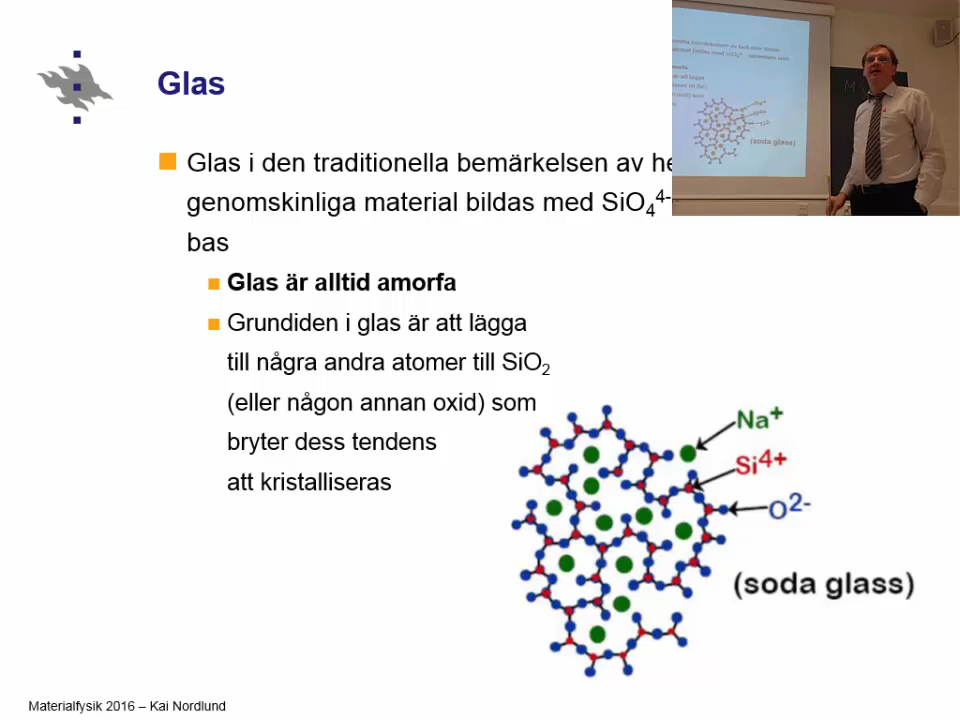 Glas
Glas i den traditionella bemärkelsen av
genomskinliga material bildas med SiO₄⁴⁻
bas
Glas är alltid amorfa
Grundiden i glas är att lägga
till några andra atomer till SiO₂
(eller någon annan oxid) som
bryter dess tendens
att kristalliseras
Na⁺
Si⁴⁺
O²⁻
(soda glass)
(soda glass)
Materialfysik 2016 – Kai Nordlund